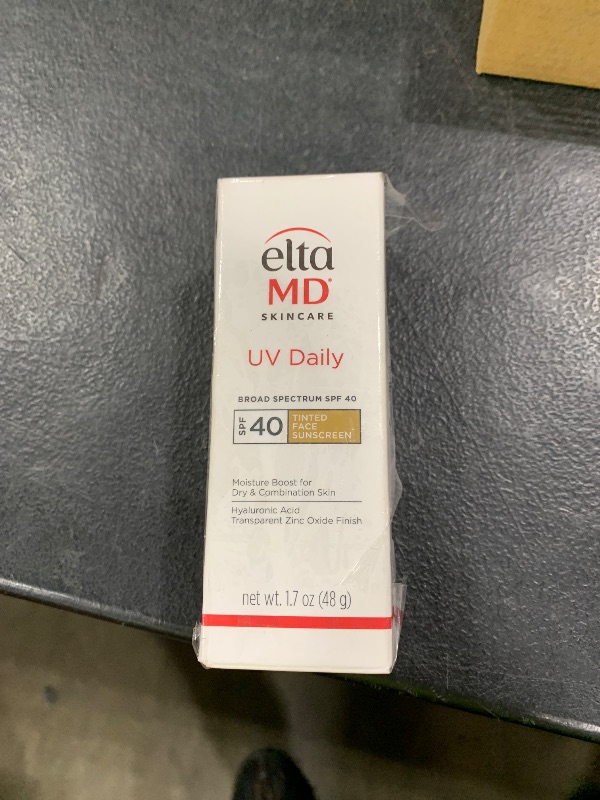 elta
MD®
SKINCARE
UV Daily
BROAD SPECTRUM SPF 40
SPF 40 TINTED
FACE
SUNSCREEN
Moisture Boost for
Dry & Combination Skin
Hyaluronic Acid
Transparent Zinc Oxide Finish
net wt. 1.7 oz (48 g)